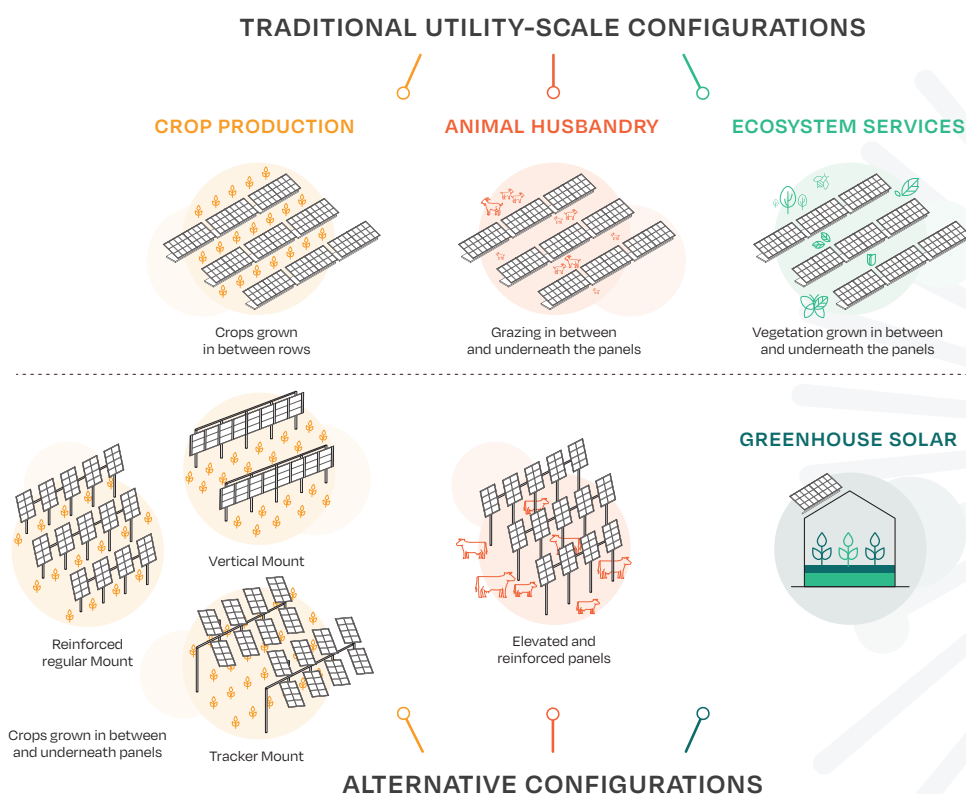 TRADITIONAL UTILITY-SCALE CONFIGURATIONS
CROP PRODUCTION
ANIMAL HUSBANDRY
ECOSYSTEM SERVICES
Crops grown
in between rows
Grazing in between
and underneath the panels
Vegetation grown in between
and underneath the panels
GREENHOUSE SOLAR
Vertical Mount
Reinforced
regular Mount
Elevated and
reinforced panels
Crops grown in between
and underneath panels
Tracker Mount
ALTERNATIVE CONFIGURATIONS